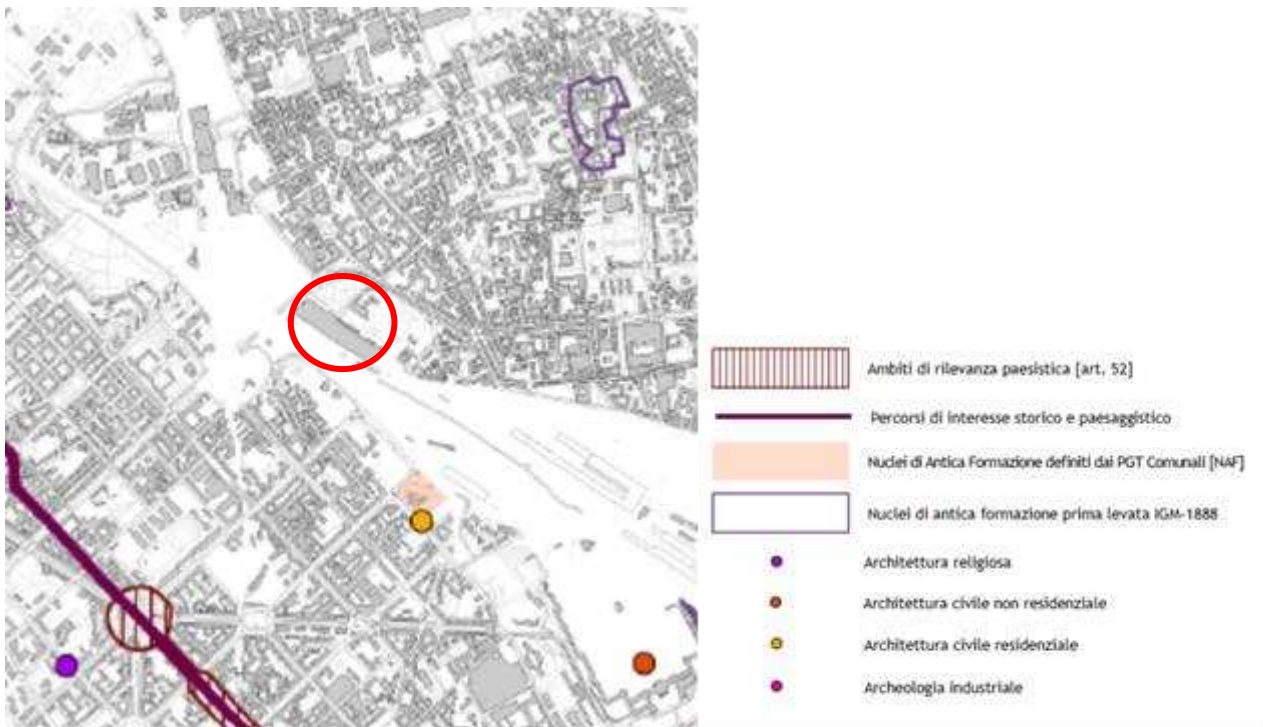 Ambiti di rilevanza paesistica [art. 52]
Percorsi di interesse storico e paesaggistico
Nuclei di Antica Formazione definiti dai PGT Comunali [NAF]
Nuclei di antica formazione prima levata IGM-1888
Architettura religiosa
Architettura civile non residenziale
Architettura civile residenziale
Archeologia industriale